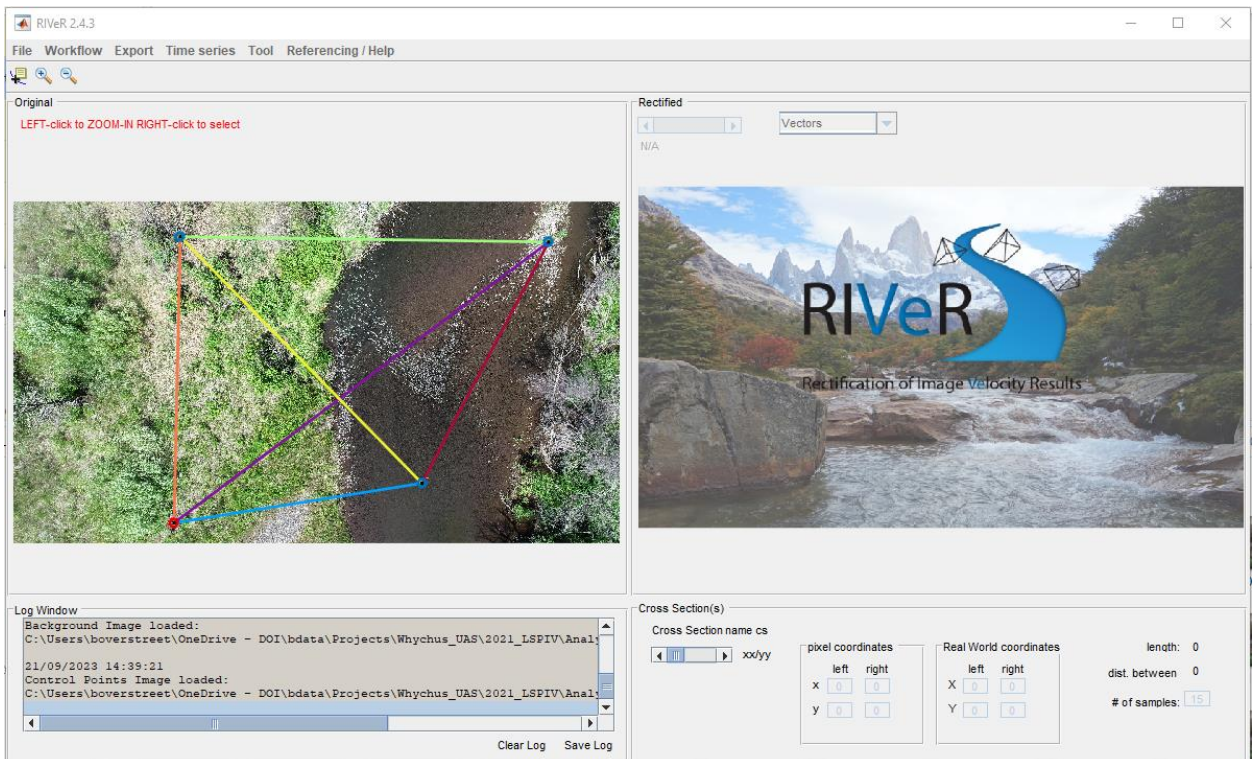 RIVeR 2.4.3
File Workflow Export Time series Tool Referencing / Help
Original
LEFT-click to ZOOM-IN RIGHT-click to select
Rectified
Vectors
N/A
RIVeR
Rectification of Image Velocity Results
Log Window
Background Image loaded:
C:\Users\boverstreet\OneDrive - DOI\bdata\Projects\Whychus_UAS\2021_LSPIV\Analy
21/09/2023 14:39:21
Control Points Image loaded:
C:\Users\boverstreet\OneDrive - DOI\bdata\Projects\Whychus_UAS\2021_LSPIV\Analy
Clear Log Save Log
Cross Section(s)
Cross Section name cs
xx/yy
pixel coordinates
left right
x 0 0
y 0 0
Real World coordinates
left right
X 0 0
Y 0 0
length: 0
dist. between 0
# of samples: 15